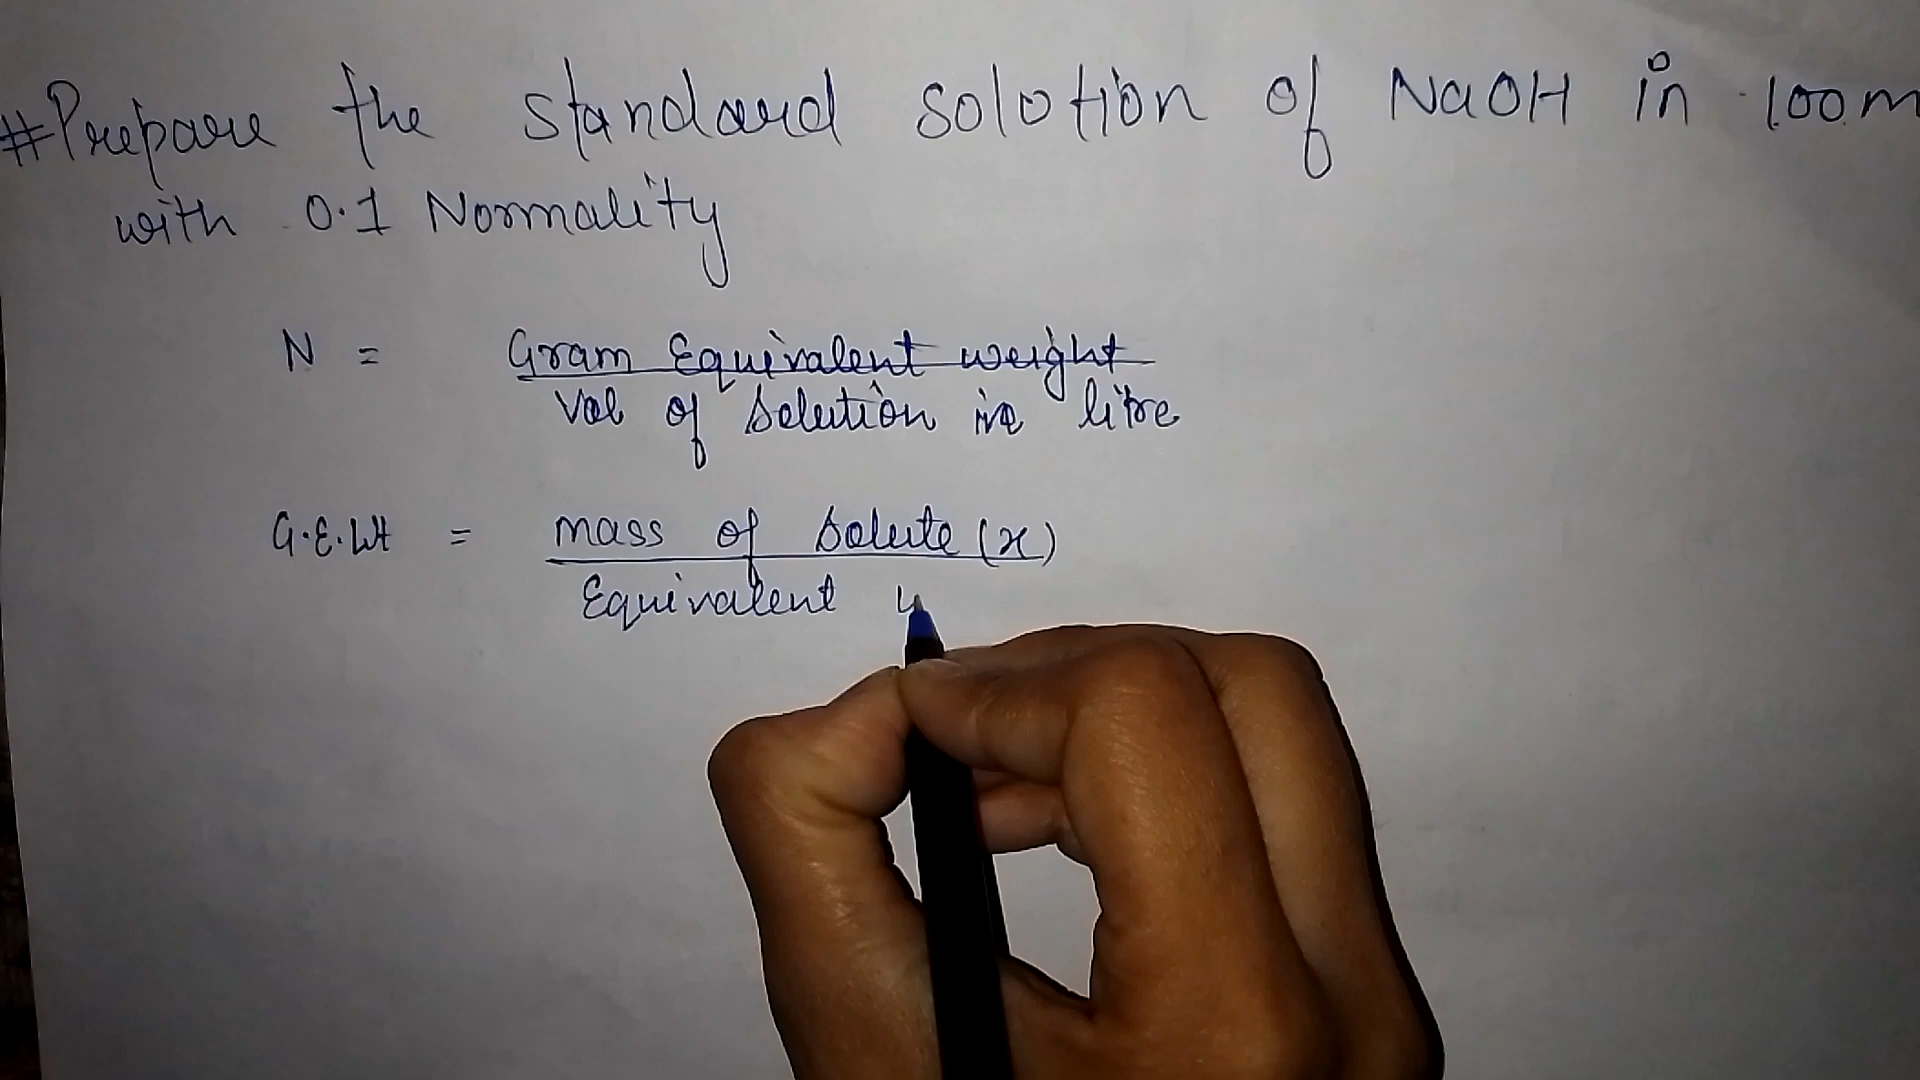 #Prepare the standard solution of NaOH in 100m
with 0.1 Normality
N = Gram Equivalent weight
Vol of solution in litre
G.E.Wt = mass of solute (x)
Equivalent